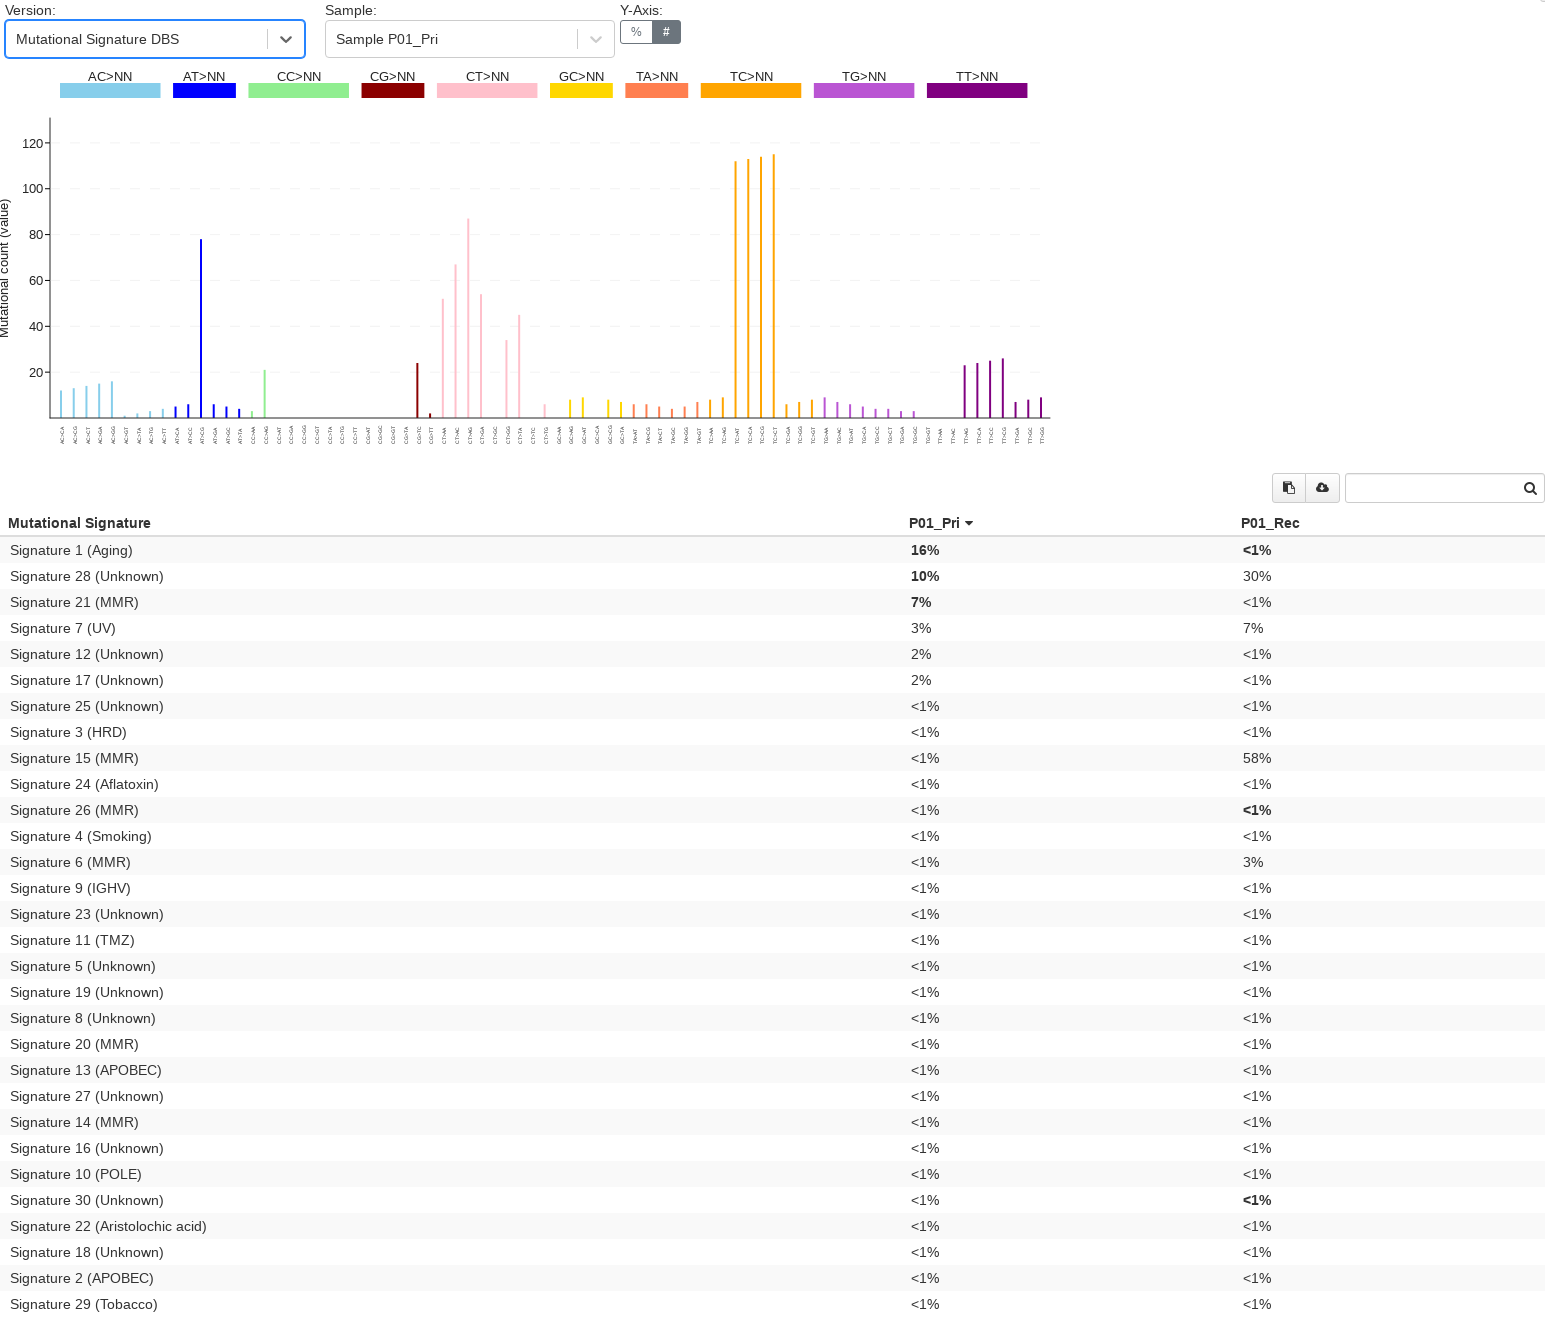 Version: Sample: Y-Axis:
Mutational Signature DBS Sample P01_Pri % #
AC>NN AT>NN CC>NN CG>NN CT>NN GC>NN TA>NN TC>NN TG>NN TT>NN
120
100
80
60
40
20
Mutational count (value)
Mutational Signature P01_Pri P01_Rec
Signature 1 (Aging) 16% <1%
Signature 28 (Unknown) 10% 30%
Signature 21 (MMR) 7% <1%
Signature 7 (UV) 3% 7%
Signature 12 (Unknown) 2% <1%
Signature 17 (Unknown) 2% <1%
Signature 25 (Unknown) <1% <1%
Signature 3 (HRD) <1% <1%
Signature 15 (MMR) <1% 58%
Signature 24 (Aflatoxin) <1% <1%
Signature 26 (MMR) <1% <1%
Signature 4 (Smoking) <1% <1%
Signature 6 (MMR) <1% 3%
Signature 9 (IGHV) <1% <1%
Signature 23 (Unknown) <1% <1%
Signature 11 (TMZ) <1% <1%
Signature 5 (Unknown) <1% <1%
Signature 19 (Unknown) <1% <1%
Signature 8 (Unknown) <1% <1%
Signature 20 (MMR) <1% <1%
Signature 13 (APOBEC) <1% <1%
Signature 27 (Unknown) <1% <1%
Signature 14 (MMR) <1% <1%
Signature 16 (Unknown) <1% <1%
Signature 10 (POLE) <1% <1%
Signature 30 (Unknown) <1% <1%
Signature 22 (Aristolochic acid) <1% <1%
Signature 18 (Unknown) <1% <1%
Signature 2 (APOBEC) <1% <1%
Signature 29 (Tobacco) <1% <1%